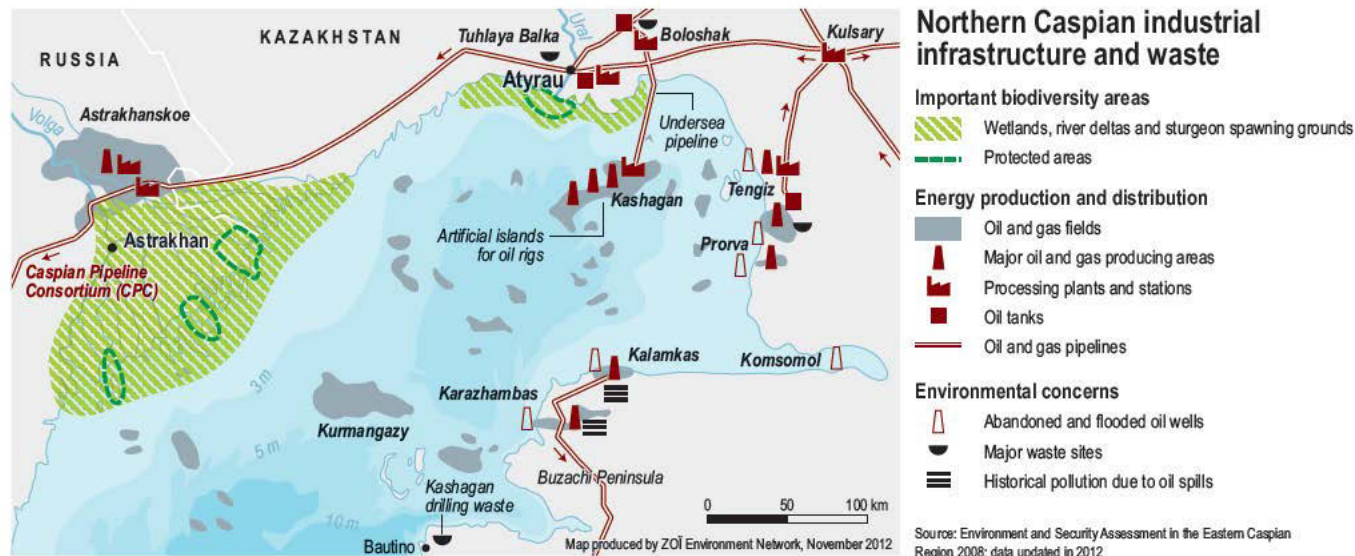 RUSSIA
KAZAKHSTAN
Tuhlaya Balka
Ural
Boloshak
Kulsary
Atyrau
Astrakhanskoe
Volga
Undersea
pipeline
Kashagan
Tengiz
Artificial islands
for oil rigs
Prorva
Astrakhan
Caspian Pipeline
Consortium (CPC)
3 m
Kalamkas
Komsomol
Karazhambas
Kurmangazy
5 m
Buzachi Peninsula
Kashagan
drilling waste
10 m
Bautino
0 50 100 km
Map produced by ZOÏ Environment Network, November 2012
Northern Caspian industrial
infrastructure and waste
Important biodiversity areas
Wetlands, river deltas and sturgeon spawning grounds
Protected areas
Energy production and distribution
Oil and gas fields
Major oil and gas producing areas
Processing plants and stations
Oil tanks
Oil and gas pipelines
Environmental concerns
Abandoned and flooded oil wells
Major waste sites
Historical pollution due to oil spills
Source: Environment and Security Assessment in the Eastern Caspian
Region 2008; data updated in 2012